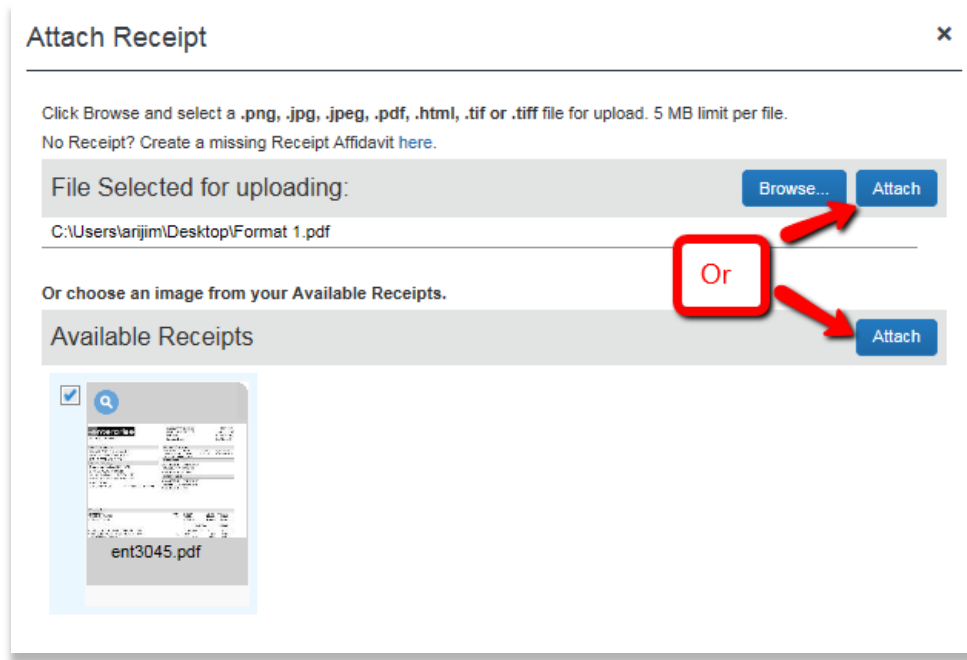 Attach Receipt ×
Click Browse and select a .png, .jpg, .jpeg, .pdf, .html, .tif or .tiff file for upload. 5 MB limit per file.
No Receipt? Create a missing Receipt Affidavit here.
File Selected for uploading: Browse... Attach
C:\Users\arijim\Desktop\Format 1.pdf
Or
Or choose an image from your Available Receipts.
Available Receipts Attach
enterprise
ent3045.pdf